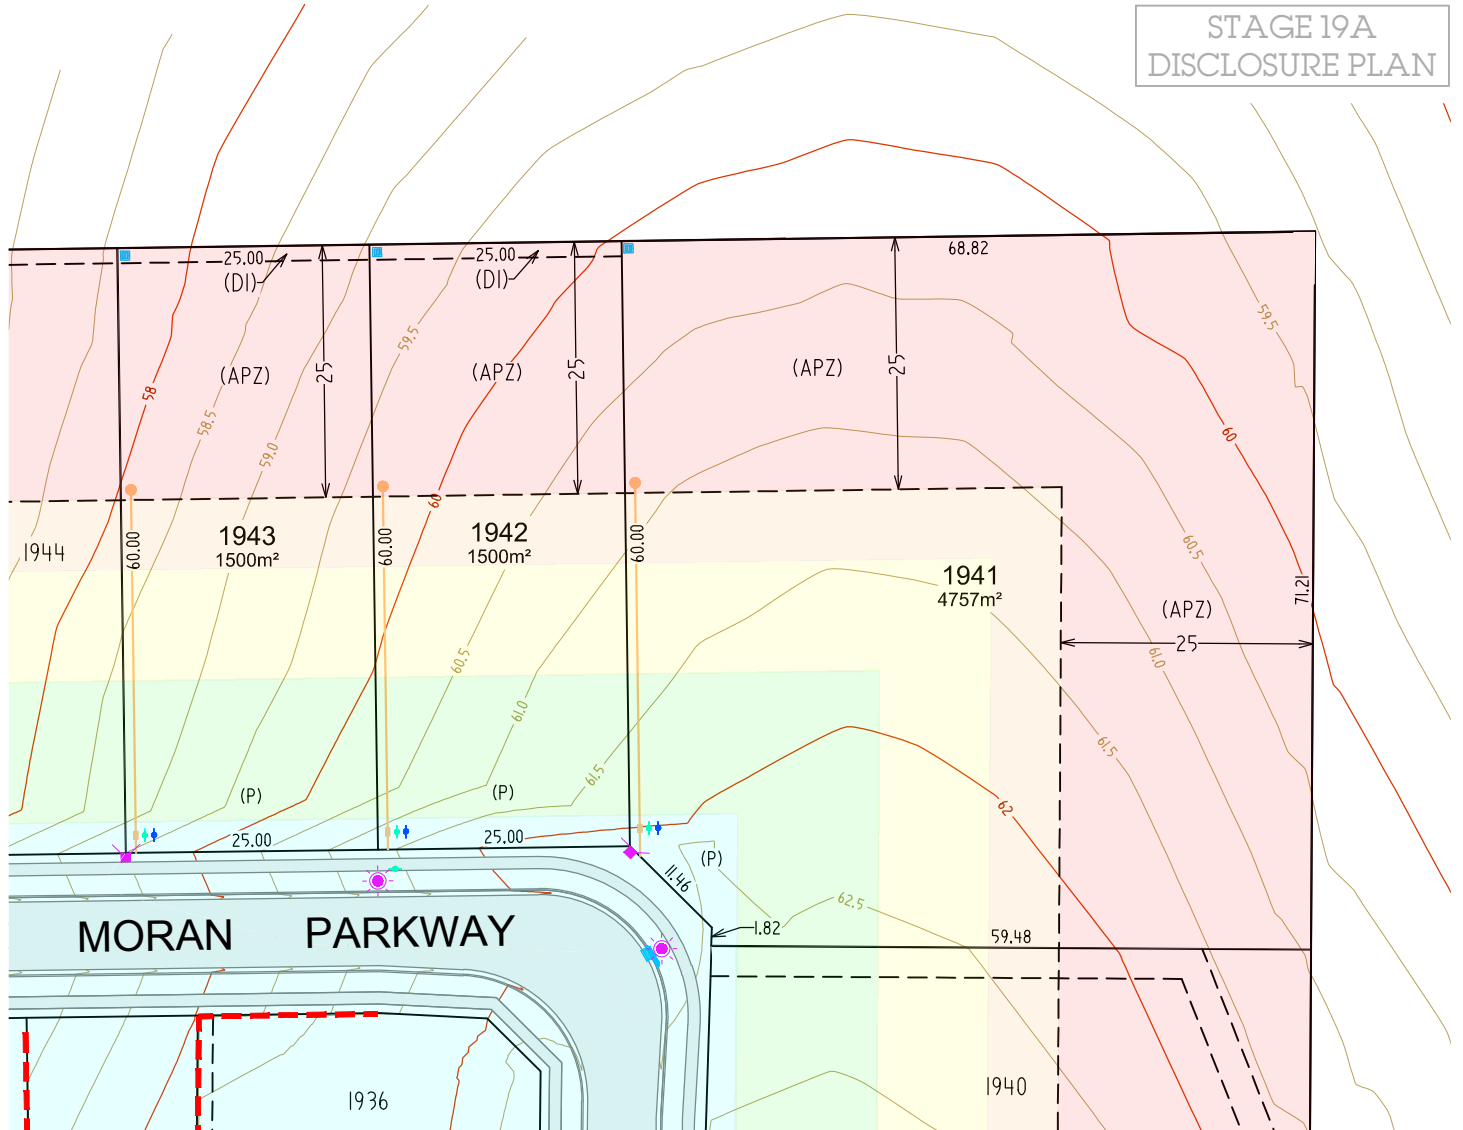 STAGE 19A
DISCLOSURE PLAN
25.00
(DI)
25.00
(DI)
68.82
59.5
59.5
(APZ)
25
(APZ)
25
(APZ)
25
58
58.5
59.0
60
60
1944
60.00
1943
1500m²
60.00
1942
1500m²
60.00
1941
4757m²
60.5
71.21
(APZ)
25
60.5
61.0
61.0
61.5
61.5
(P)
(P)
62
25.00
25.00
(P)
11.46
62.5
1.82
59.48
MORAN PARKWAY
1936
1940